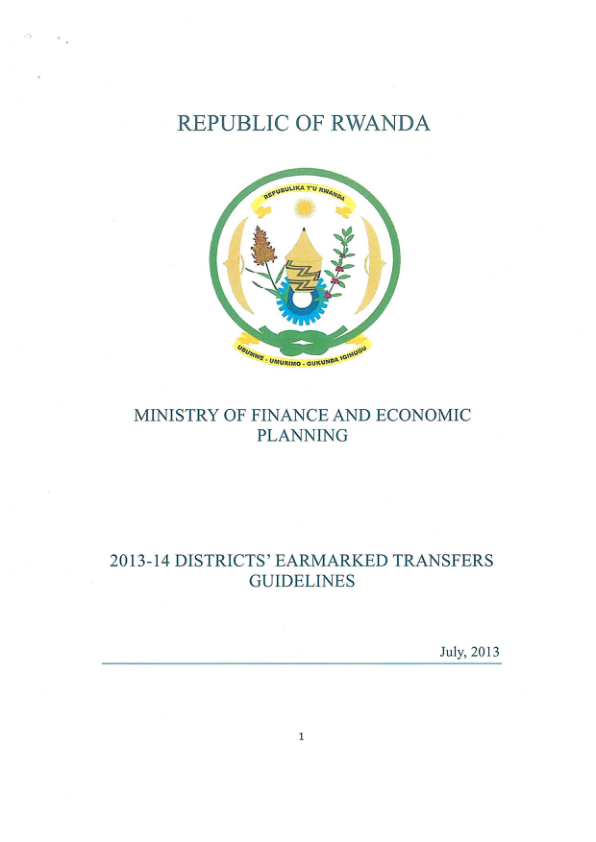 REPUBLIC OF RWANDA
REPUBULIKA Y'U RWANDA
UBUMWE - UMURIMO - GUKUNDA IGIHUGU
MINISTRY OF FINANCE AND ECONOMIC
PLANNING
2013-14 DISTRICTS' EARMARKED TRANSFERS
GUIDELINES
July, 2013
1